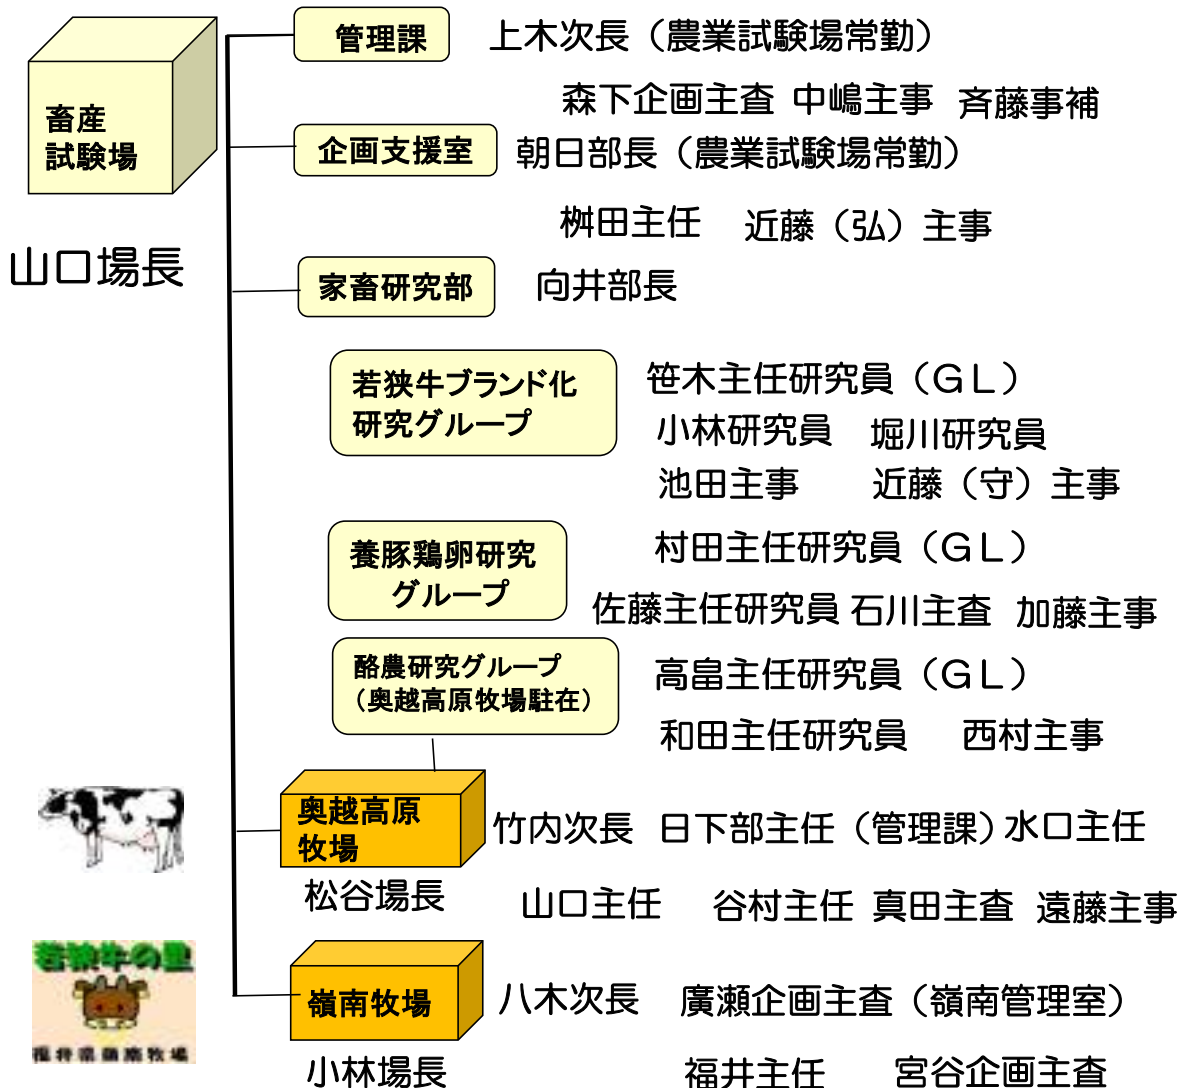 畜産
試験場
山口場長
管理課 上木次長（農業試験場常勤）
森下企画主査 中嶋主事 斉藤事補
企画支援室 朝日部長（農業試験場常勤）
桝田主任 近藤（弘）主事
家畜研究部 向井部長
若狭牛ブランド化
研究グループ
笹木主任研究員（ＧＬ）
小林研究員 堀川研究員
池田主事 近藤（守）主事
養豚鶏卵研究
グループ
村田主任研究員（ＧＬ）
佐藤主任研究員 石川主査 加藤主事
酪農研究グループ
（奥越高原牧場駐在）
高畠主任研究員（ＧＬ）
和田主任研究員 西村主事
奥越高原
牧場
竹内次長 日下部主任（管理課）水口主任
松谷場長
山口主任 谷村主任 真田主査 遠藤主事
若狭牛の里
福井県嶺南牧場
嶺南牧場 八木次長 廣瀬企画主査（嶺南管理室）
小林場長 福井主任 宮谷企画主査